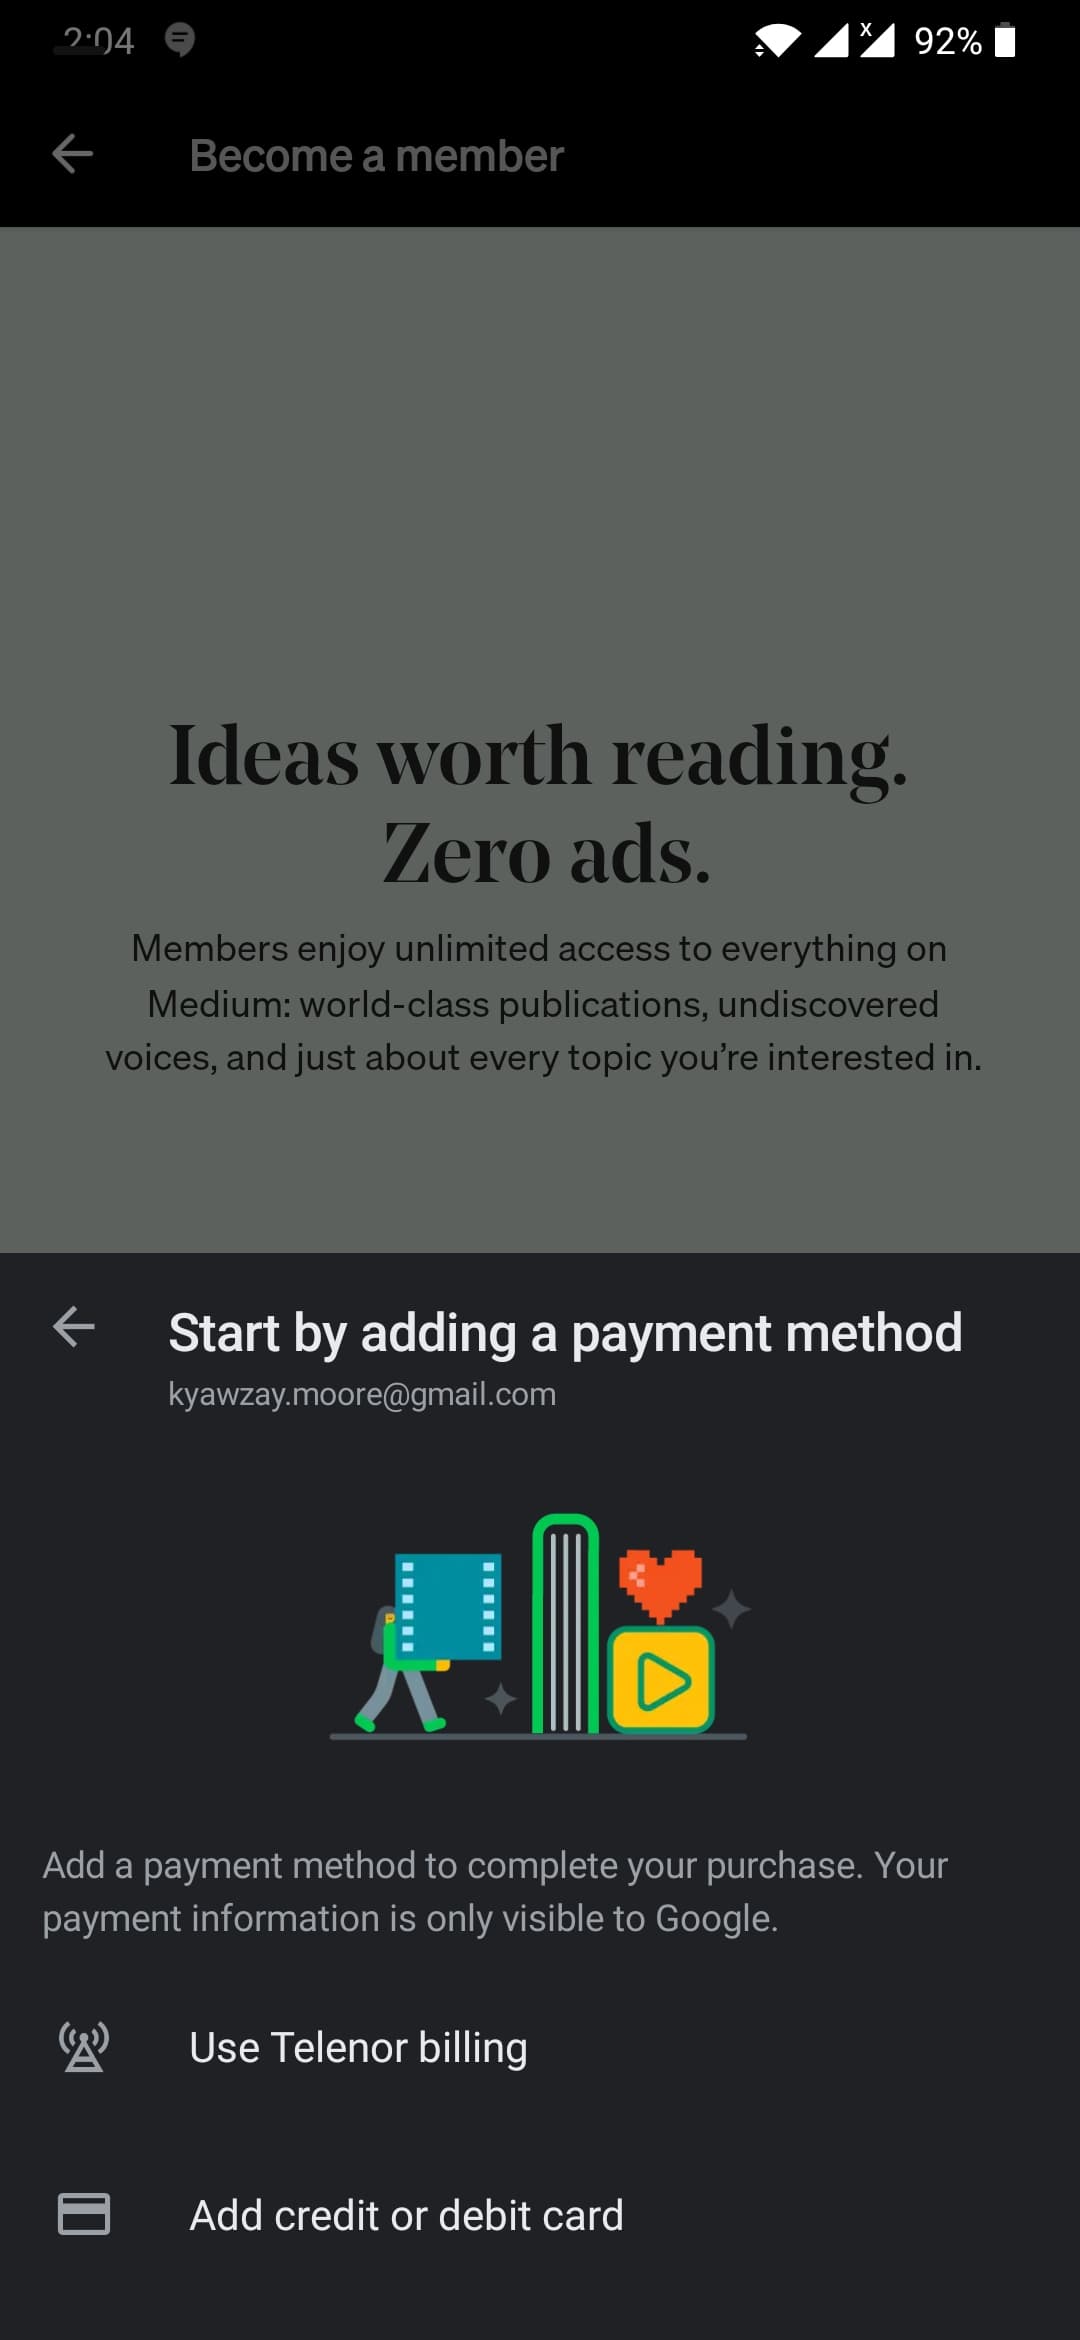 2:04
x
92%
Become a member
Ideas worth reading.
Zero ads.
Members enjoy unlimited access to everything on
Medium: world-class publications, undiscovered
voices, and just about every topic you’re interested in.
Start by adding a payment method
kyawzay.moore@gmail.com
Add a payment method to complete your purchase. Your
payment information is only visible to Google.
Use Telenor billing
Add credit or debit card